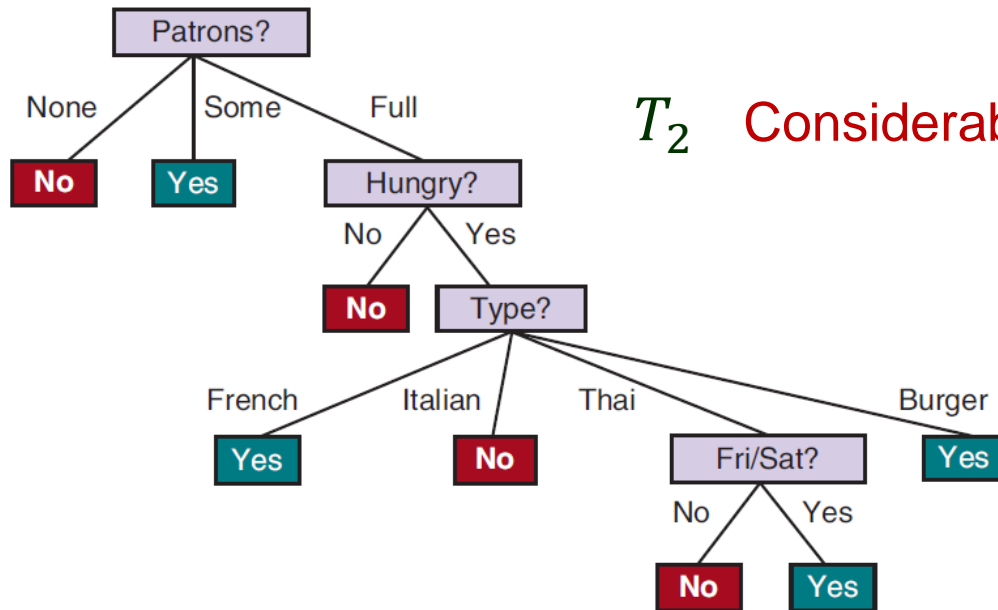 Patrons?
None Some Full
T₂ Considerab
No Yes Hungry?
No Yes
No Type?
French Italian Thai Burger
Yes No Fri/Sat? Yes
No Yes
No Yes